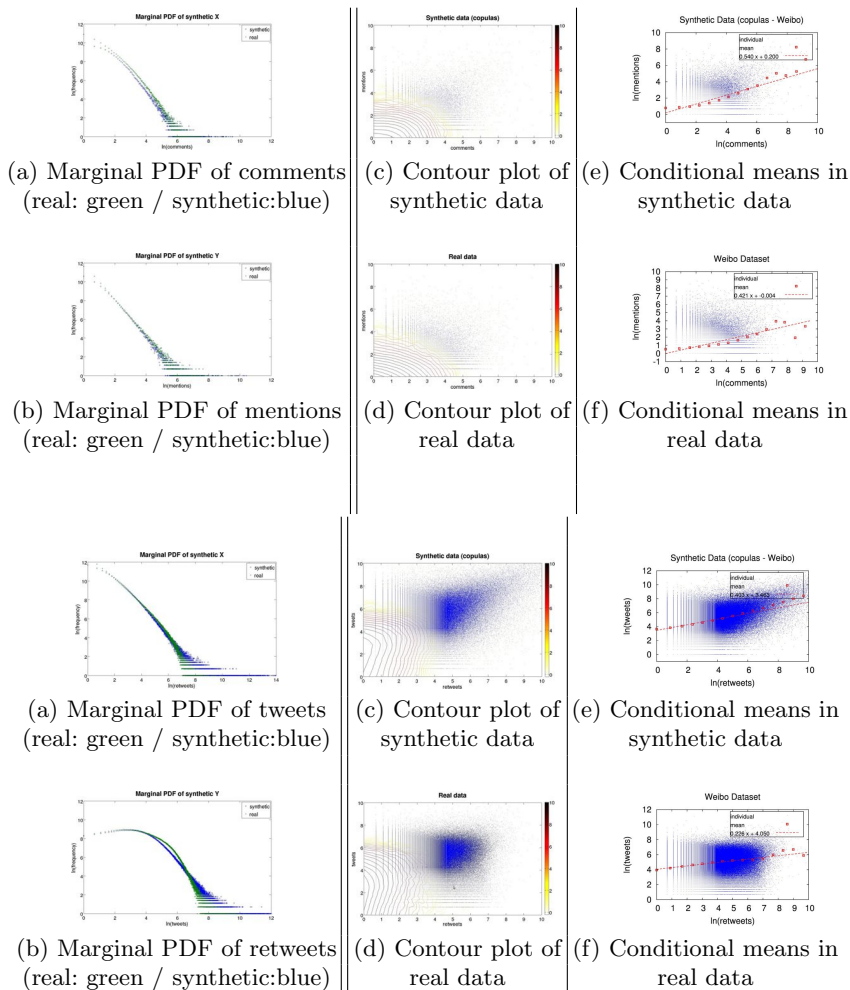 Marginal PDF of synthetic X
synthetic
real
ln(frequency)
ln(comments)
(a) Marginal PDF of comments
(real: green / synthetic:blue)
Synthetic data (copulas)
mentions
comments
(c) Contour plot of
synthetic data
Synthetic Data (copulas - Weibo)
individual
mean
0.540 x + 0.200
ln(mentions)
ln(comments)
(e) Conditional means in
synthetic data
Marginal PDF of synthetic Y
synthetic
real
ln(frequency)
ln(mentions)
(b) Marginal PDF of mentions
(real: green / synthetic:blue)
Real data
mentions
comments
(d) Contour plot of
real data
Weibo Dataset
individual
mean
0.421 x + -0.004
ln(mentions)
ln(comments)
(f) Conditional means in
real data
Marginal PDF of synthetic X
synthetic
real
ln(frequency)
ln(retweets)
(a) Marginal PDF of tweets
(real: green / synthetic:blue)
Synthetic data (copulas)
tweets
retweets
(c) Contour plot of
synthetic data
Synthetic Data (copulas - Weibo)
individual
mean
0.403 x + 3.463
ln(tweets)
ln(retweets)
(e) Conditional means in
synthetic data
Marginal PDF of synthetic Y
synthetic
real
ln(frequency)
ln(tweets)
(b) Marginal PDF of retweets
(real: green / synthetic:blue)
Real data
tweets
retweets
(d) Contour plot of
real data
Weibo Dataset
individual
mean
0.226 x + 4.050
ln(tweets)
ln(retweets)
(f) Conditional means in
real data